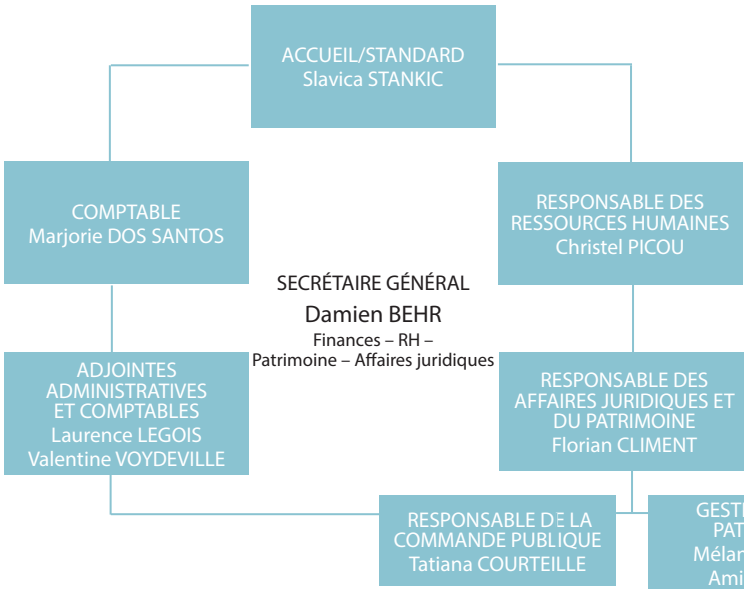 ACCUEIL/STANDARD
Slavica STANKIC
COMPTABLE
Marjorie DOS SANTOS
RESPONSABLE DES
RESSOURCES HUMAINES
Christel PICOU
SECRÉTAIRE GÉNÉRAL
Damien BEHR
Finances – RH –
Patrimoine – Affaires juridiques
ADJOINTES
ADMINISTRATIVES
ET COMPTABLES
Laurence LEGOIS
Valentine VOYDEVILLE
RESPONSABLE DES
AFFAIRES JURIDIQUES ET
DU PATRIMOINE
Florian CLIMENT
RESPONSABLE DE LA
COMMANDE PUBLIQUE
Tatiana COURTEILLE